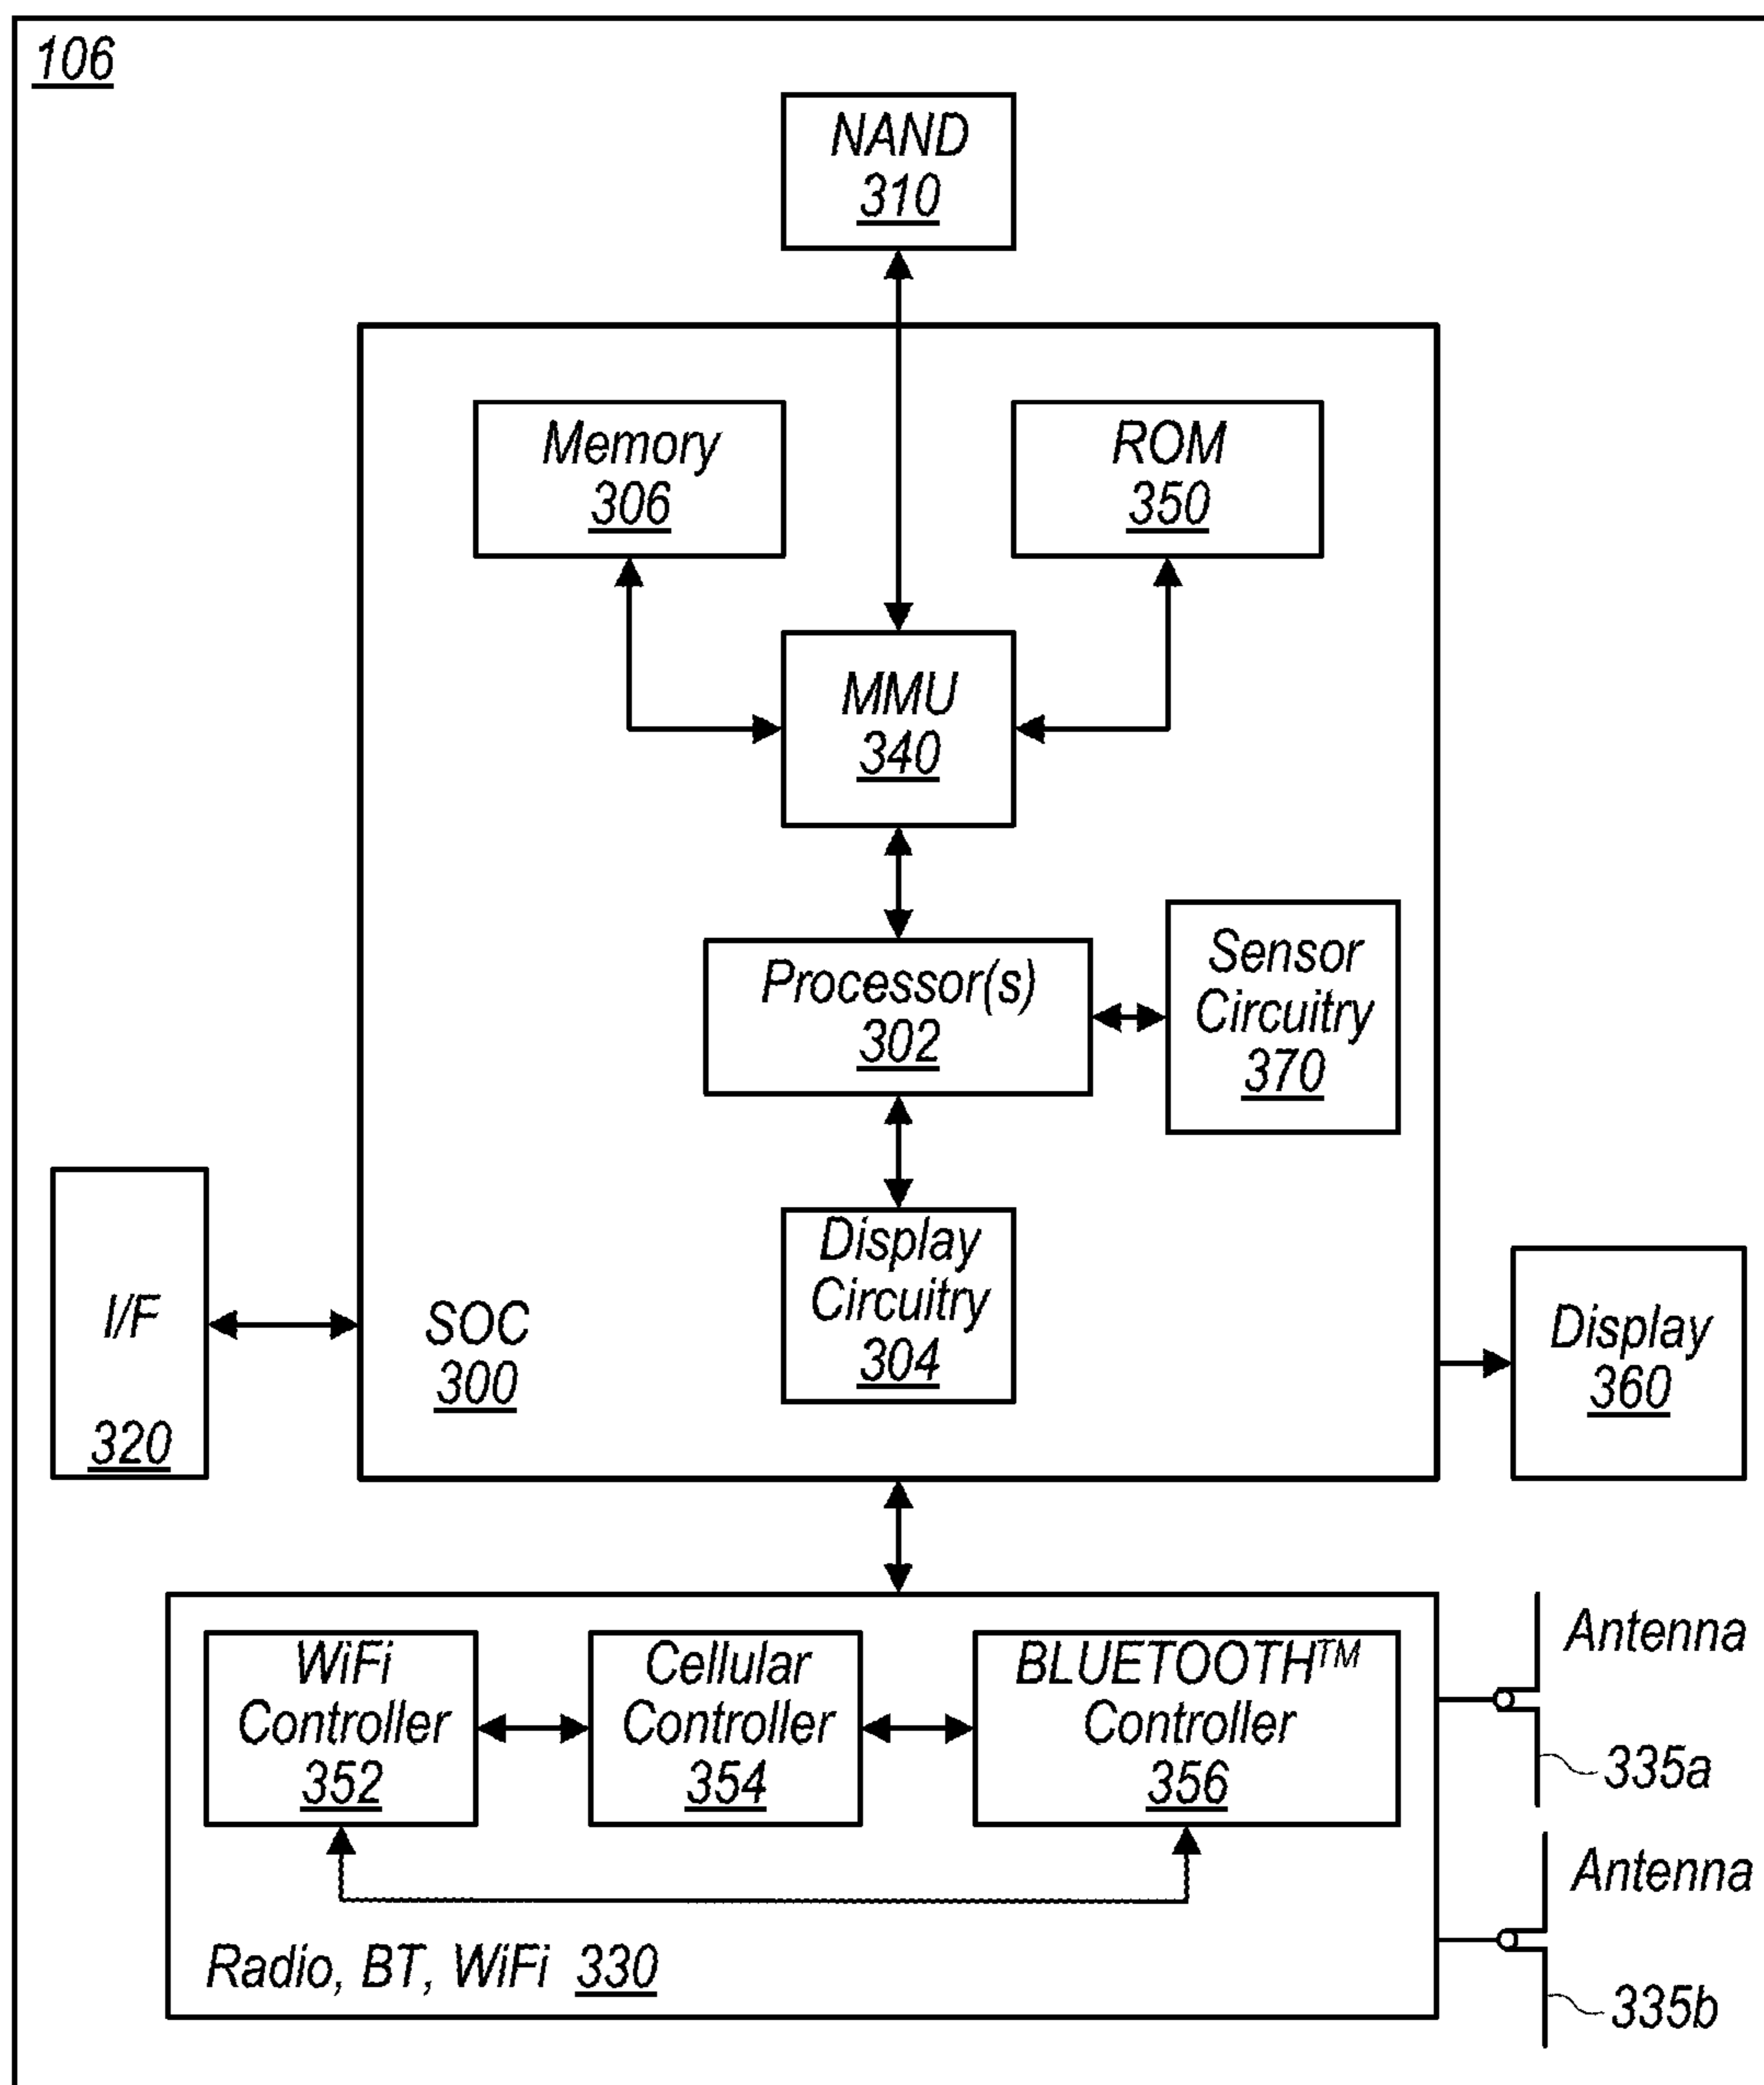 106
NAND
310
Memory
306
ROM
350
MMU
340
Processor(s)
302
Sensor
Circuitry
370
Display
Circuitry
304
I/F
320
SOC
300
Display
360
WiFi
Controller
352
Cellular
Controller
354
BLUETOOTH™
Controller
356
Radio, BT, WiFi 330
Antenna
335a
Antenna
335b